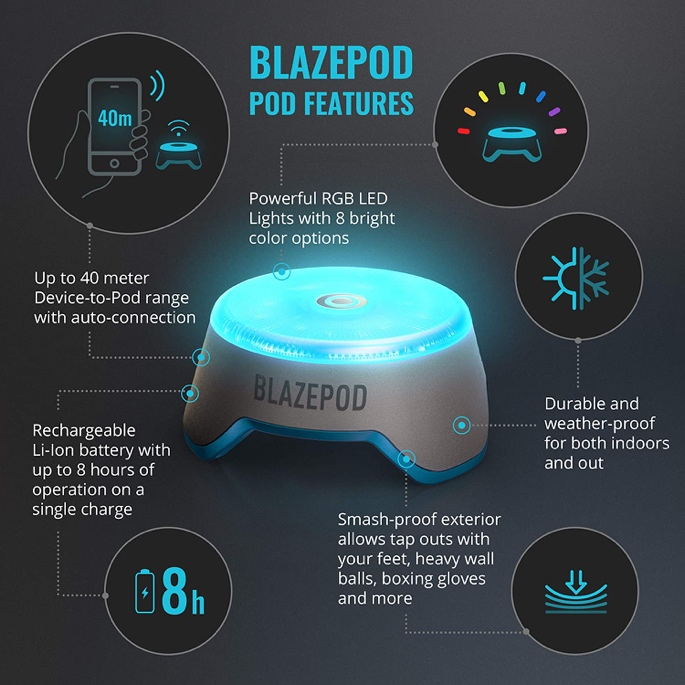 BLAZEPOD
POD FEATURES
40m
Powerful RGB LED
Lights with 8 bright
color options
Up to 40 meter
Device-to-Pod range
with auto-connection
BLAZEPOD
Durable and
weather-proof
for both indoors
and out
Rechargeable
Li-Ion battery with
up to 8 hours of
operation on a
single charge
Smash-proof exterior
allows tap outs with
your feet, heavy wall
balls, boxing gloves
and more
8h